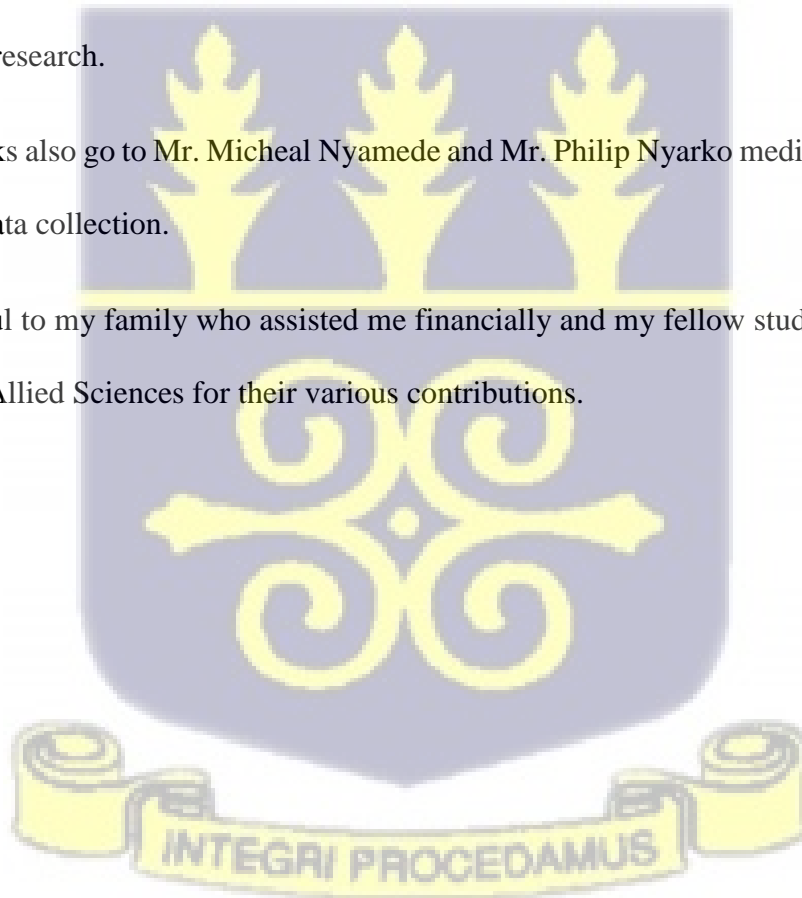 research.
ks also go to Mr. Micheal Nyamede and Mr. Philip Nyarko medi
ata collection.
ul to my family who assisted me financially and my fellow stud
Allied Sciences for their various contributions.
INTEGRI PROCEDAMUS